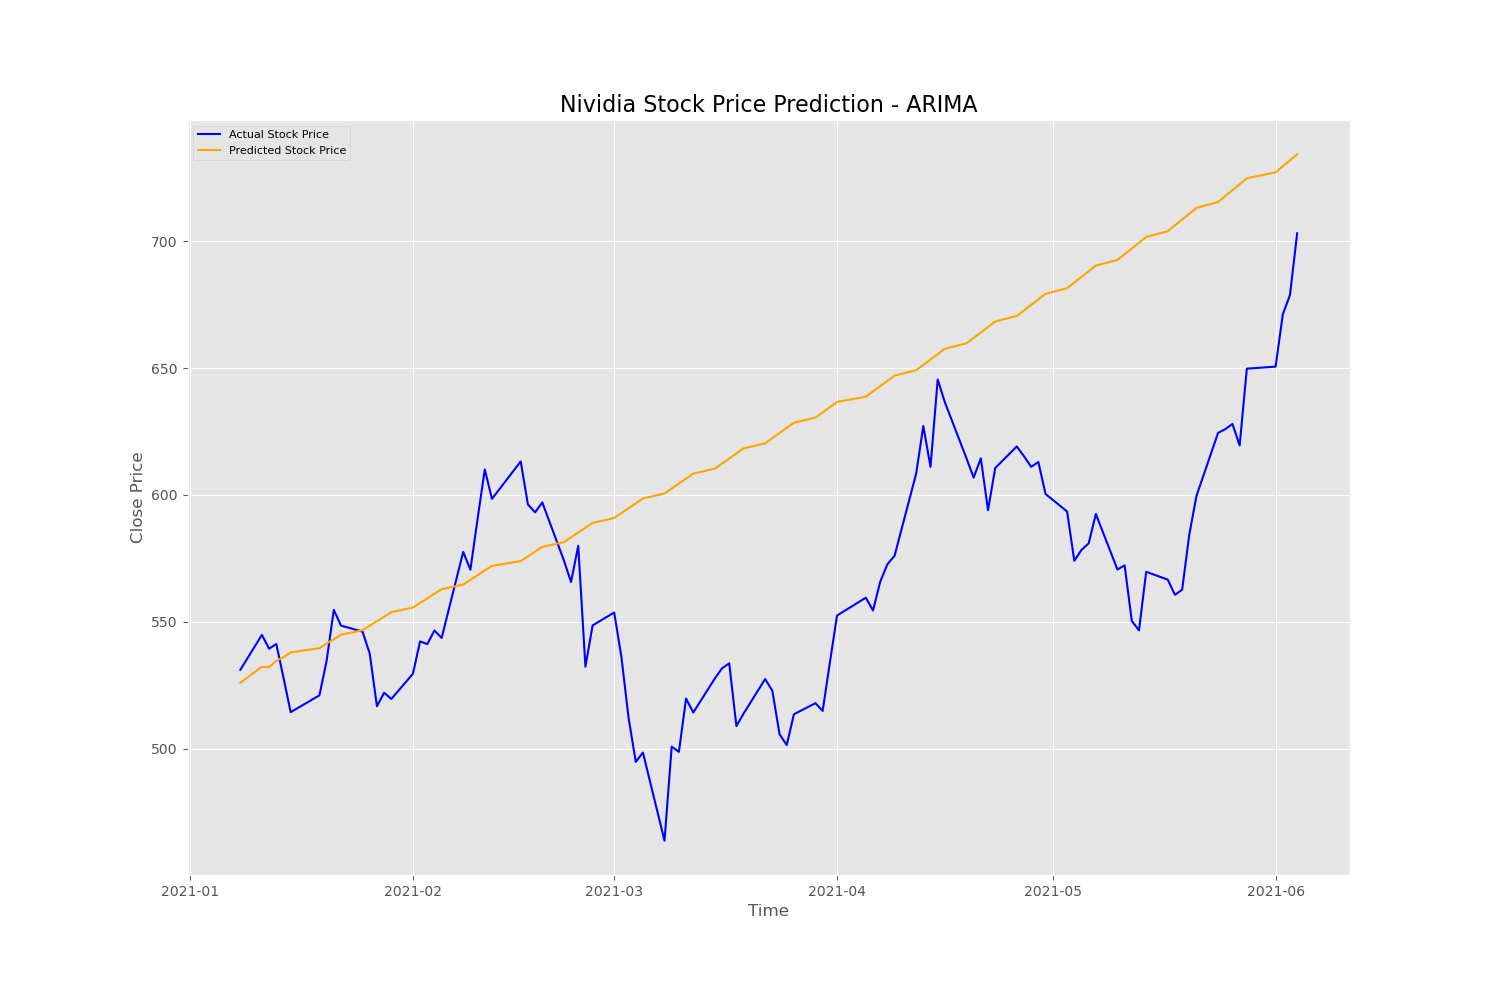 Nividia Stock Price Prediction - ARIMA
Actual Stock Price
Predicted Stock Price
700
650
600
550
500
Close Price
2021-01 2021-02 2021-03 2021-04 2021-05 2021-06
Time